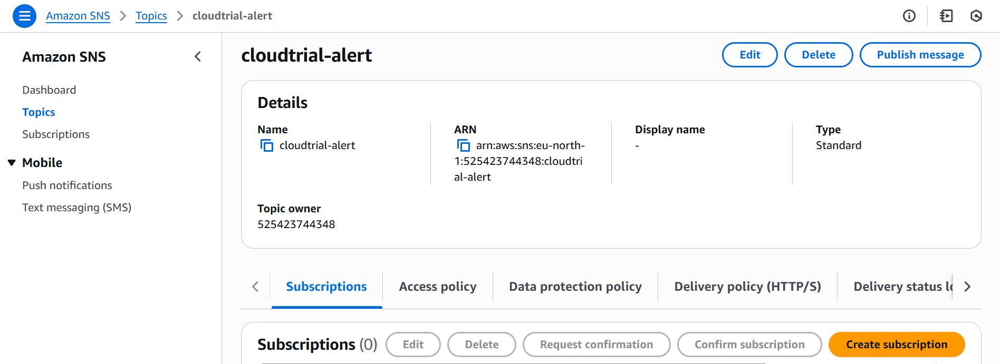 Amazon SNS > Topics > cloudtrial-alert
Amazon SNS
Dashboard
Topics
Subscriptions
Mobile
Push notifications
Text messaging (SMS)
cloudtrial-alert
Edit
Delete
Publish message
Details
Name
cloudtrial-alert
ARN
arn:aws:sns:eu-north-
1:525423744348:cloudtri
al-alert
Display name
-
Type
Standard
Topic owner
525423744348
Subscriptions
Access policy
Data protection policy
Delivery policy (HTTP/S)
Delivery status
Subscriptions (0)
Edit
Delete
Request confirmation
Confirm subscription
Create subscription